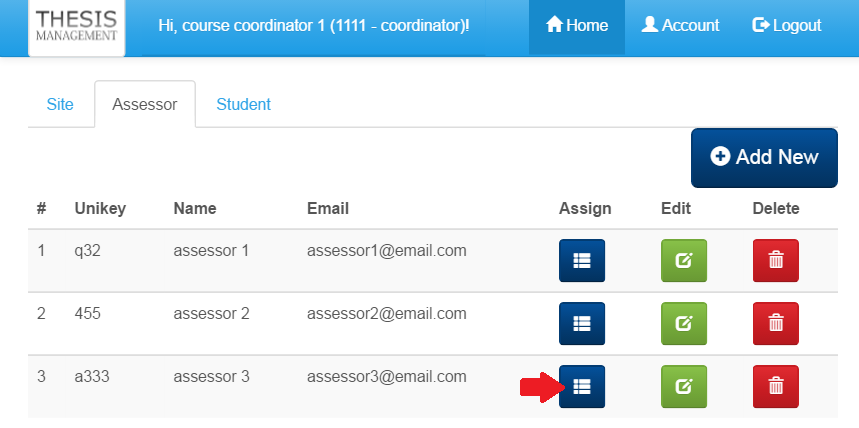 THESIS
MANAGEMENT
Hi, course coordinator 1 (1111 - coordinator)!
Home
Account
Logout
Site
Assessor
Student
Add New
# Unikey Name Email Assign Edit Delete
1 q32 assessor 1 assessor1@email.com
2 455 assessor 2 assessor2@email.com
3 a333 assessor 3 assessor3@email.com